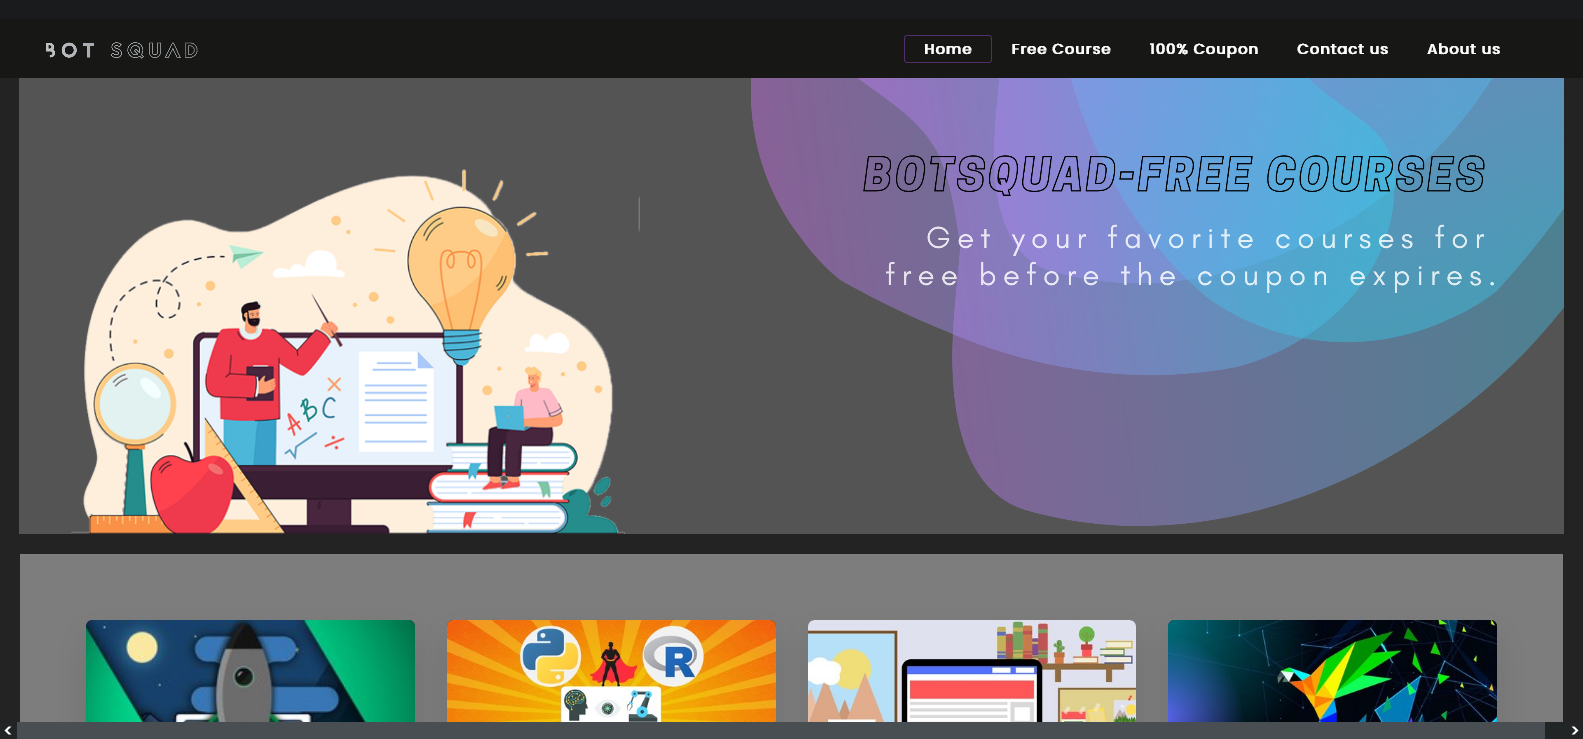 BOT SQUAD
Home
Free Course
100% Coupon
Contact us
About us
BOTSQUAD-FREE COURSES
Get your favorite courses for
free before the coupon expires.
A B C
R